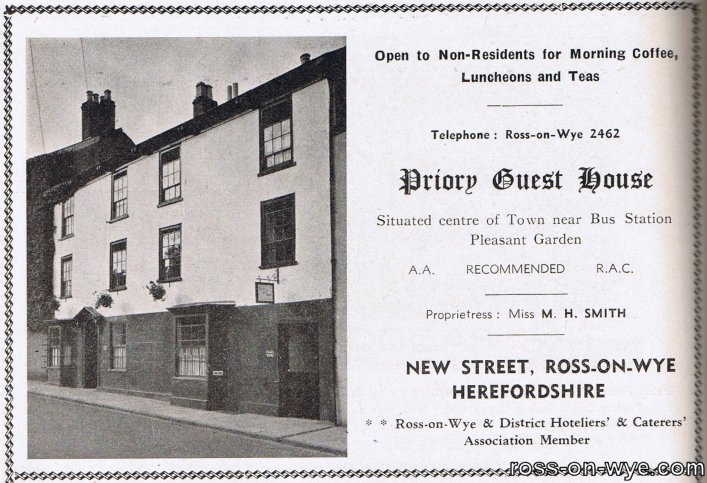 Open to Non-Residents for Morning Coffee,
Luncheons and Teas
Telephone : Ross-on-Wye 2462
Priory Guest House
Situated centre of Town near Bus Station
Pleasant Garden
A.A. RECOMMENDED R.A.C.
Proprietress : Miss M. H. SMITH
NEW STREET, ROSS-ON-WYE
HEREFORDSHIRE
* * Ross-on-Wye & District Hoteliers' & Caterers'
Association Member
ross-on-wye.com